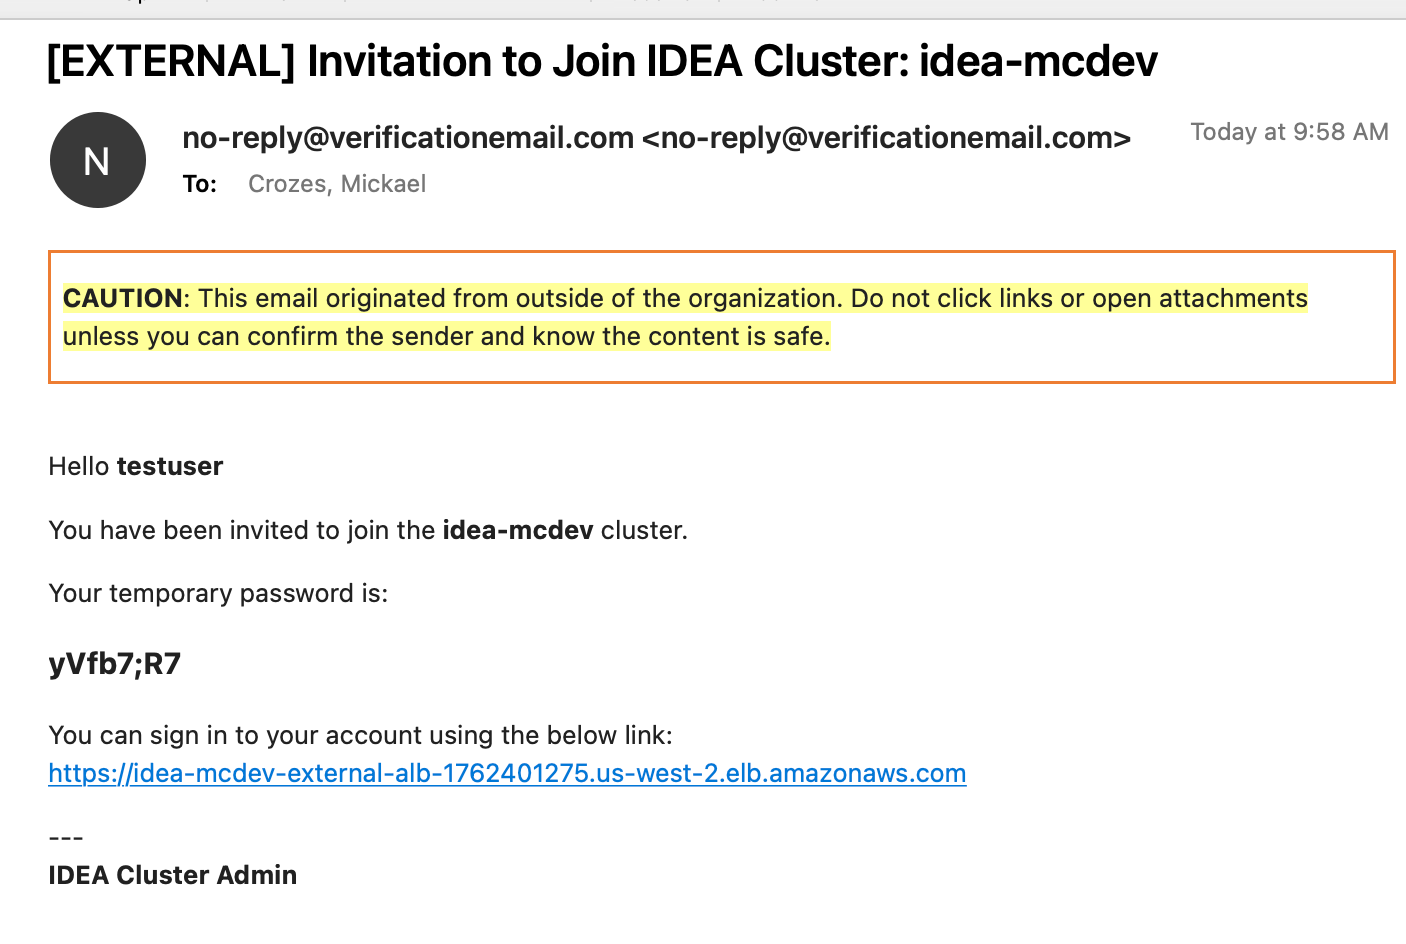 [EXTERNAL] Invitation to Join IDEA Cluster: idea-mcdev
N
no-reply@verificationemail.com <no-reply@verificationemail.com>
Today at 9:58 AM
To: Crozes, Mickael
CAUTION: This email originated from outside of the organization. Do not click links or open attachments
unless you can confirm the sender and know the content is safe.
Hello testuser
You have been invited to join the idea-mcdev cluster.
Your temporary password is:
yVfb7;R7
You can sign in to your account using the below link:
https://idea-mcdev-external-alb-1762401275.us-west-2.elb.amazonaws.com
---
IDEA Cluster Admin